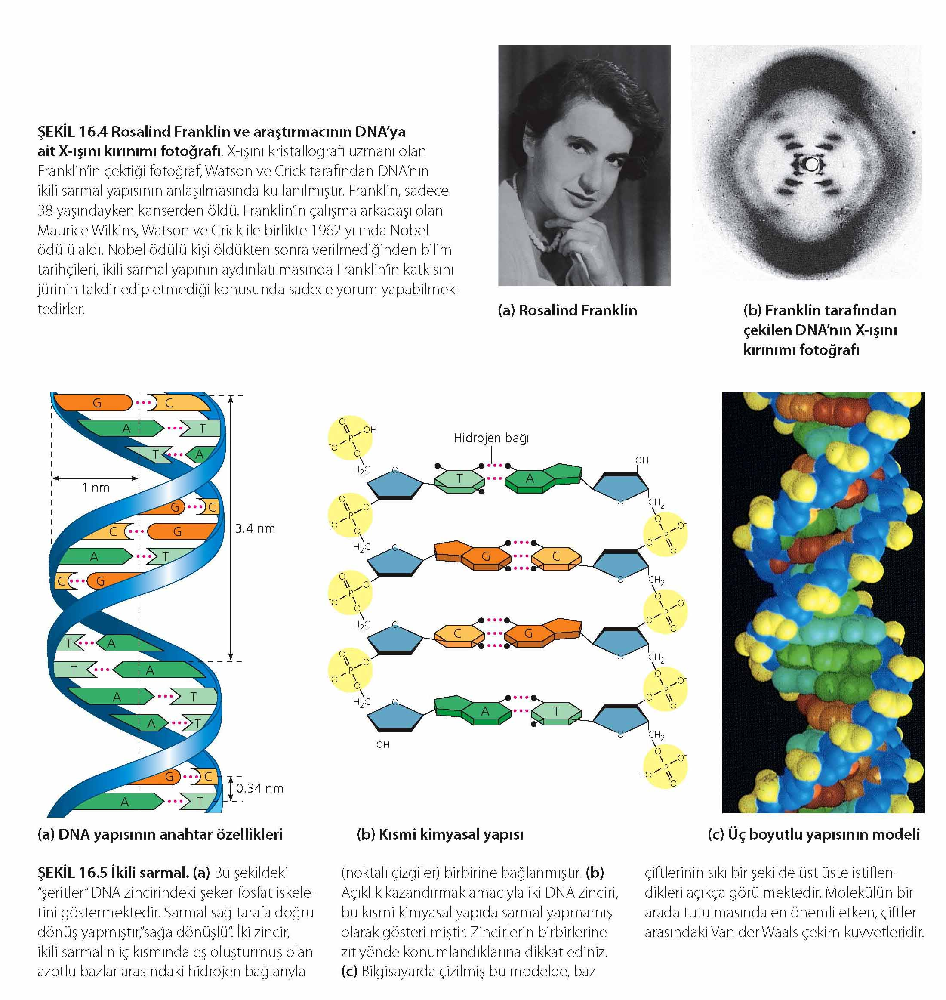 ŞEKİL 16.4 Rosalind Franklin ve araştırmacının DNA’ya
ait X-ışını kırınımı fotoğrafı. X-ışını kristallografi uzmanı olan
Franklin’in çektiği fotoğraf, Watson ve Crick tarafından DNA’nın
ikili sarmal yapısının anlaşılmasında kullanılmıştır. Franklin, sadece
38 yaşındayken kanserden öldü. Franklin’in çalışma arkadaşı olan
Maurice Wilkins, Watson ve Crick ile birlikte 1962 yılında Nobel
ödülü aldı. Nobel ödülü kişi öldükten sonra verilmediğinden bilim
tarihçileri, ikili sarmal yapının aydınlatılmasında Franklin’in katkısını
jürinin takdir edip etmediği konusunda sadece yorum yapabilmek-
tedirler.
(a) Rosalind Franklin
(b) Franklin tarafından
çekilen DNA’nın X-ışını
kırınımı fotoğrafı
G C
A T
T A
1 nm
G C
C G
3.4 nm
A T
C G
T A
T A
A T
A T
G C
0.34 nm
A T
(a) DNA yapısının anahtar özellikleri
Hidrojen bağı
O
OH
P
⁻O
O
H₂C
O
T A
OH
O
CH₂
O
P
O
⁻O
O
H₂C
O
G C
O
CH₂
O
O⁻
P
O
O
O
P
O
⁻O
O
H₂C
O
C G
O
CH₂
O
O⁻
P
O
O
O
P
O
⁻O
O
H₂C
O
A T
OH
O
CH₂
O
O⁻
P
O
O
O
O⁻
P
HO
O
(b) Kısmi kimyasal yapısı
(c) Üç boyutlu yapısının modeli
ŞEKİL 16.5 İkili sarmal. (a) Bu şekildeki
“şeritler” DNA zincirindeki şeker-fosfat iskele-
tini göstermektedir. Sarmal sağ tarafa doğru
dönüş yapmıştır,“sağa dönüşlü”. İki zincir,
ikili sarmalın iç kısmında eş oluşturmuş olan
azotlu bazlar arasındaki hidrojen bağlarıyla
(noktalı çizgiler) birbirine bağlanmıştır. (b)
Açıklık kazandırmak amacıyla iki DNA zinciri,
bu kısmi kimyasal yapıda sarmal yapmamış
olarak gösterilmiştir. Zincirlerin birbirlerine
zıt yönde konumlandıklarına dikkat ediniz.
(c) Bilgisayarda çizilmiş bu modelde, baz
çiftlerinin sıkı bir şekilde üst üste istiflen-
dikleri açıkça görülmektedir. Molekülün bir
arada tutulmasında en önemli etken, çiftler
arasındaki Van der Waals çekim kuvvetleridir.